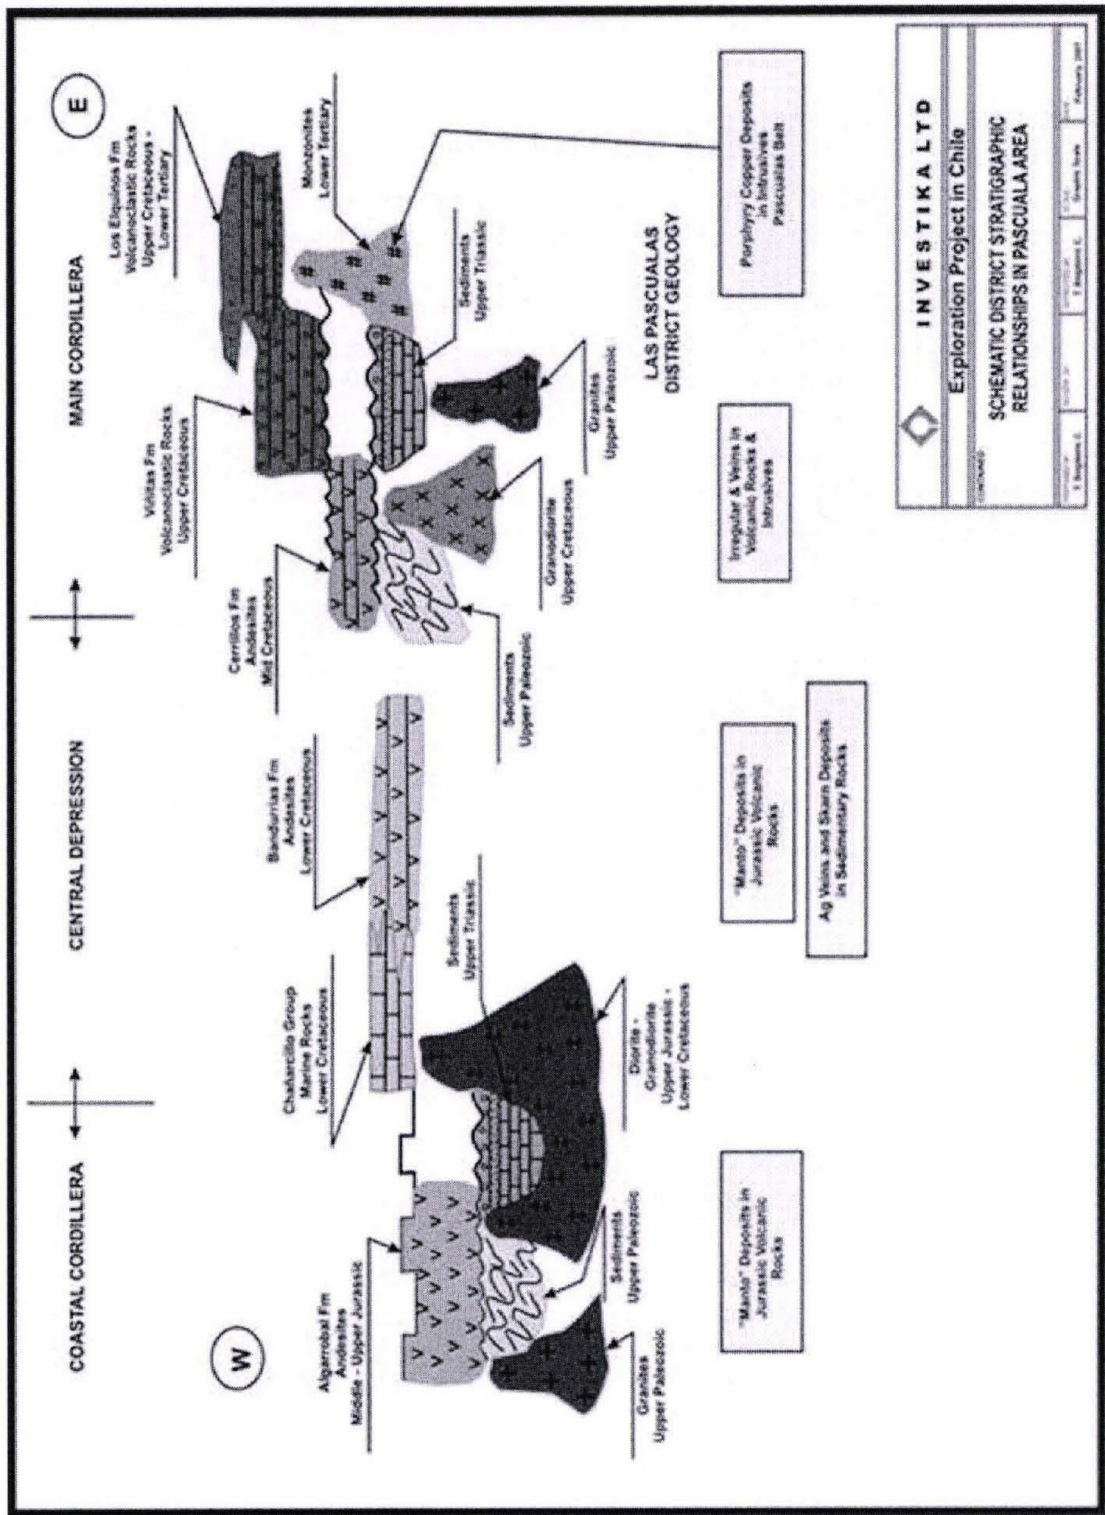 COASTAL CORDILLERA
CENTRAL DEPRESSION
MAIN CORDILLERA
W
E
Algarrobal Fm
Andesites
Middle - Upper Jurassic
Chañarcillo Group
Marine Rocks
Lower Cretaceous
Bandurrias Fm
Andesites
Lower Cretaceous
Cerrillos Fm
Andesites
Mid Cretaceous
Viñitas Fm
Volcanoclastic Rocks
Upper Cretaceous
Los Elquinos Fm
Volcanoclastic Rocks
Upper Cretaceous -
Lower Tertiary
Monzonites
Lower Tertiary
Sediments
Upper Triassic
Sediments
Upper Triassic
Granites
Upper Paleozoic
Sediments
Upper Paleozoic
Diorite -
Granodiorite
Upper Jurassic -
Lower Cretaceous
Sediments
Upper Paleozoic
Granodiorite
Upper Cretaceous
Granites
Upper Paleozoic
LAS PASCUALAS
DISTRICT GEOLOGY
"Manto" Deposits in
Jurassic Volcanic
Rocks
"Manto" Deposits in
Jurassic Volcanic
Rocks
Ag Veins and Skarn Deposits
in Sedimentary Rocks
Irregular & Veins in
Volcanic Rocks &
Intrusives
Porphyry Copper Deposits
in Intrusives
Pascualas Belt
INVESTIKA LTD
Exploration Project in Chile
SCHEMATIC DISTRICT STRATIGRAPHIC
RELATIONSHIPS IN PASCUALA AREA
February 2007